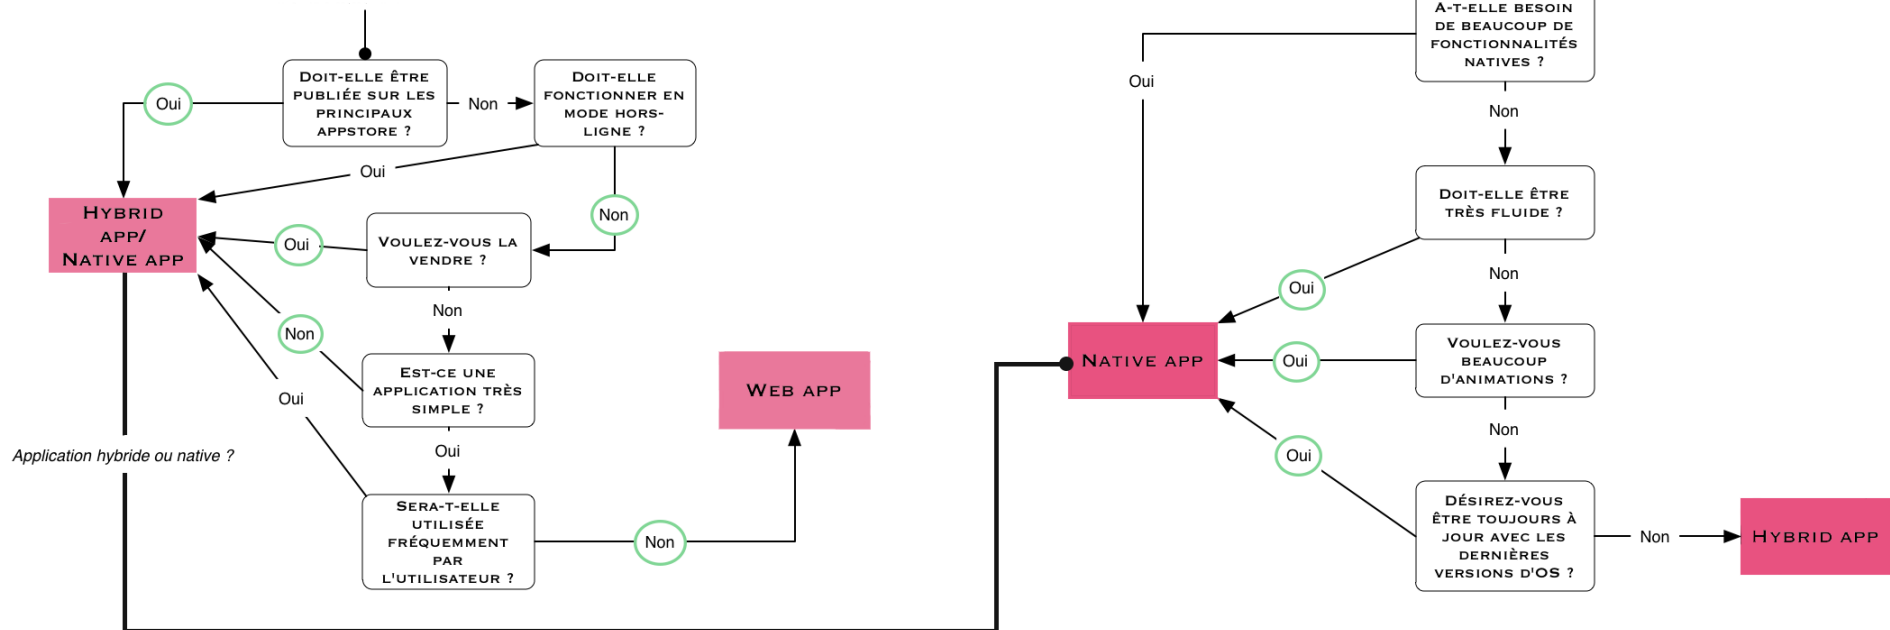 DOIT-ELLE ÊTRE
PUBLIÉE SUR LES
PRINCIPAUX
APPSTORE ?
Oui
Non
DOIT-ELLE
FONCTIONNER EN
MODE HORS-
LIGNE ?
Oui
Non
HYBRID
APP/
NATIVE APP
Oui
VOULEZ-VOUS LA
VENDRE ?
Non
Non
EST-CE UNE
APPLICATION TRÈS
SIMPLE ?
Oui
Oui
SERA-T-ELLE
UTILISÉE
FRÉQUEMMENT
PAR
L'UTILISATEUR ?
Non
WEB APP
Application hybride ou native ?
A-T-ELLE BESOIN
DE BEAUCOUP DE
FONCTIONNALITÉS
NATIVES ?
Oui
Non
DOIT-ELLE ÊTRE
TRÈS FLUIDE ?
Oui
Non
NATIVE APP
Oui
VOULEZ-VOUS
BEAUCOUP
D'ANIMATIONS ?
Non
Oui
DÉSIREZ-VOUS
ÊTRE TOUJOURS À
JOUR AVEC LES
DERNIÈRES
VERSIONS D'OS ?
Non
HYBRID APP